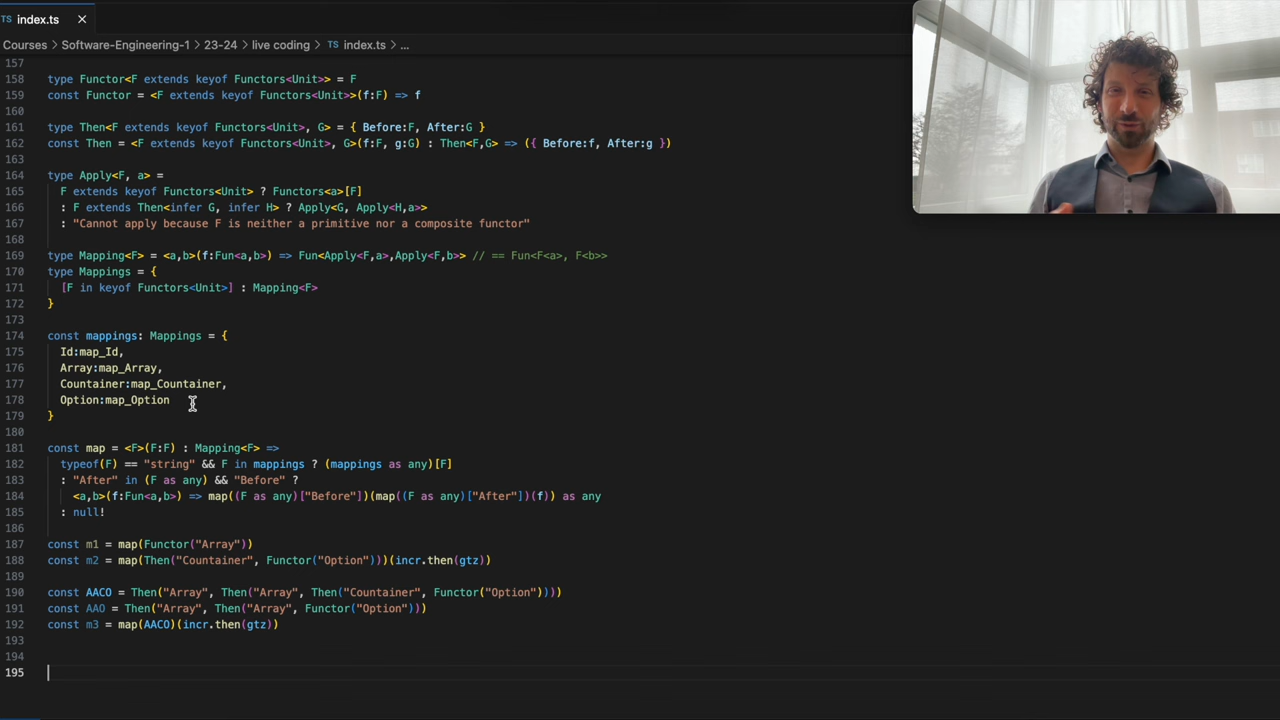 TS index.ts ×
Courses > Software-Engineering-1 > 23-24 > live coding > TS index.ts > ...
157
158 type Functor<F extends keyof Functors<Unit>> = F
159 const Functor = <F extends keyof Functors<Unit>>(f:F) => f
160
161 type Then<F extends keyof Functors<Unit>, G> = { Before:F, After:G }
162 const Then = <F extends keyof Functors<Unit>, G>(f:F, g:G) : Then<F,G> => ({ Before:f, After:g })
163
164 type Apply<F, a> =
165 F extends keyof Functors<Unit> ? Functors<a>[F]
166 : F extends Then<infer G, infer H> ? Apply<G, Apply<H,a>>
167 : "Cannot apply because F is neither a primitive nor a composite functor"
168
169 type Mapping<F> = <a,b>(f:Fun<a,b>) => Fun<Apply<F,a>,Apply<F,b>> // == Fun<F<a>, F<b>>
170 type Mappings = {
171 [F in keyof Functors<Unit>] : Mapping<F>
172 }
173
174 const mappings: Mappings = {
175 Id:map_Id,
176 Array:map_Array,
177 Countainer:map_Countainer,
178 Option:map_Option
179 }
180
181 const map = <F>(F:F) : Mapping<F> =>
182 typeof(F) == "string" && F in mappings ? (mappings as any)[F]
183 : "After" in (F as any) && "Before" ?
184 <a,b>(f:Fun<a,b>) => map((F as any)["Before"])(map((F as any)["After"])(f)) as any
185 : null!
186
187 const m1 = map(Functor("Array"))
188 const m2 = map(Then("Countainer", Functor("Option")))(incr.then(gtz))
189
190 const AACO = Then("Array", Then("Array", Then("Countainer", Functor("Option"))))
191 const AAO = Then("Array", Then("Array", Functor("Option")))
192 const m3 = map(AACO)(incr.then(gtz))
193
194
195